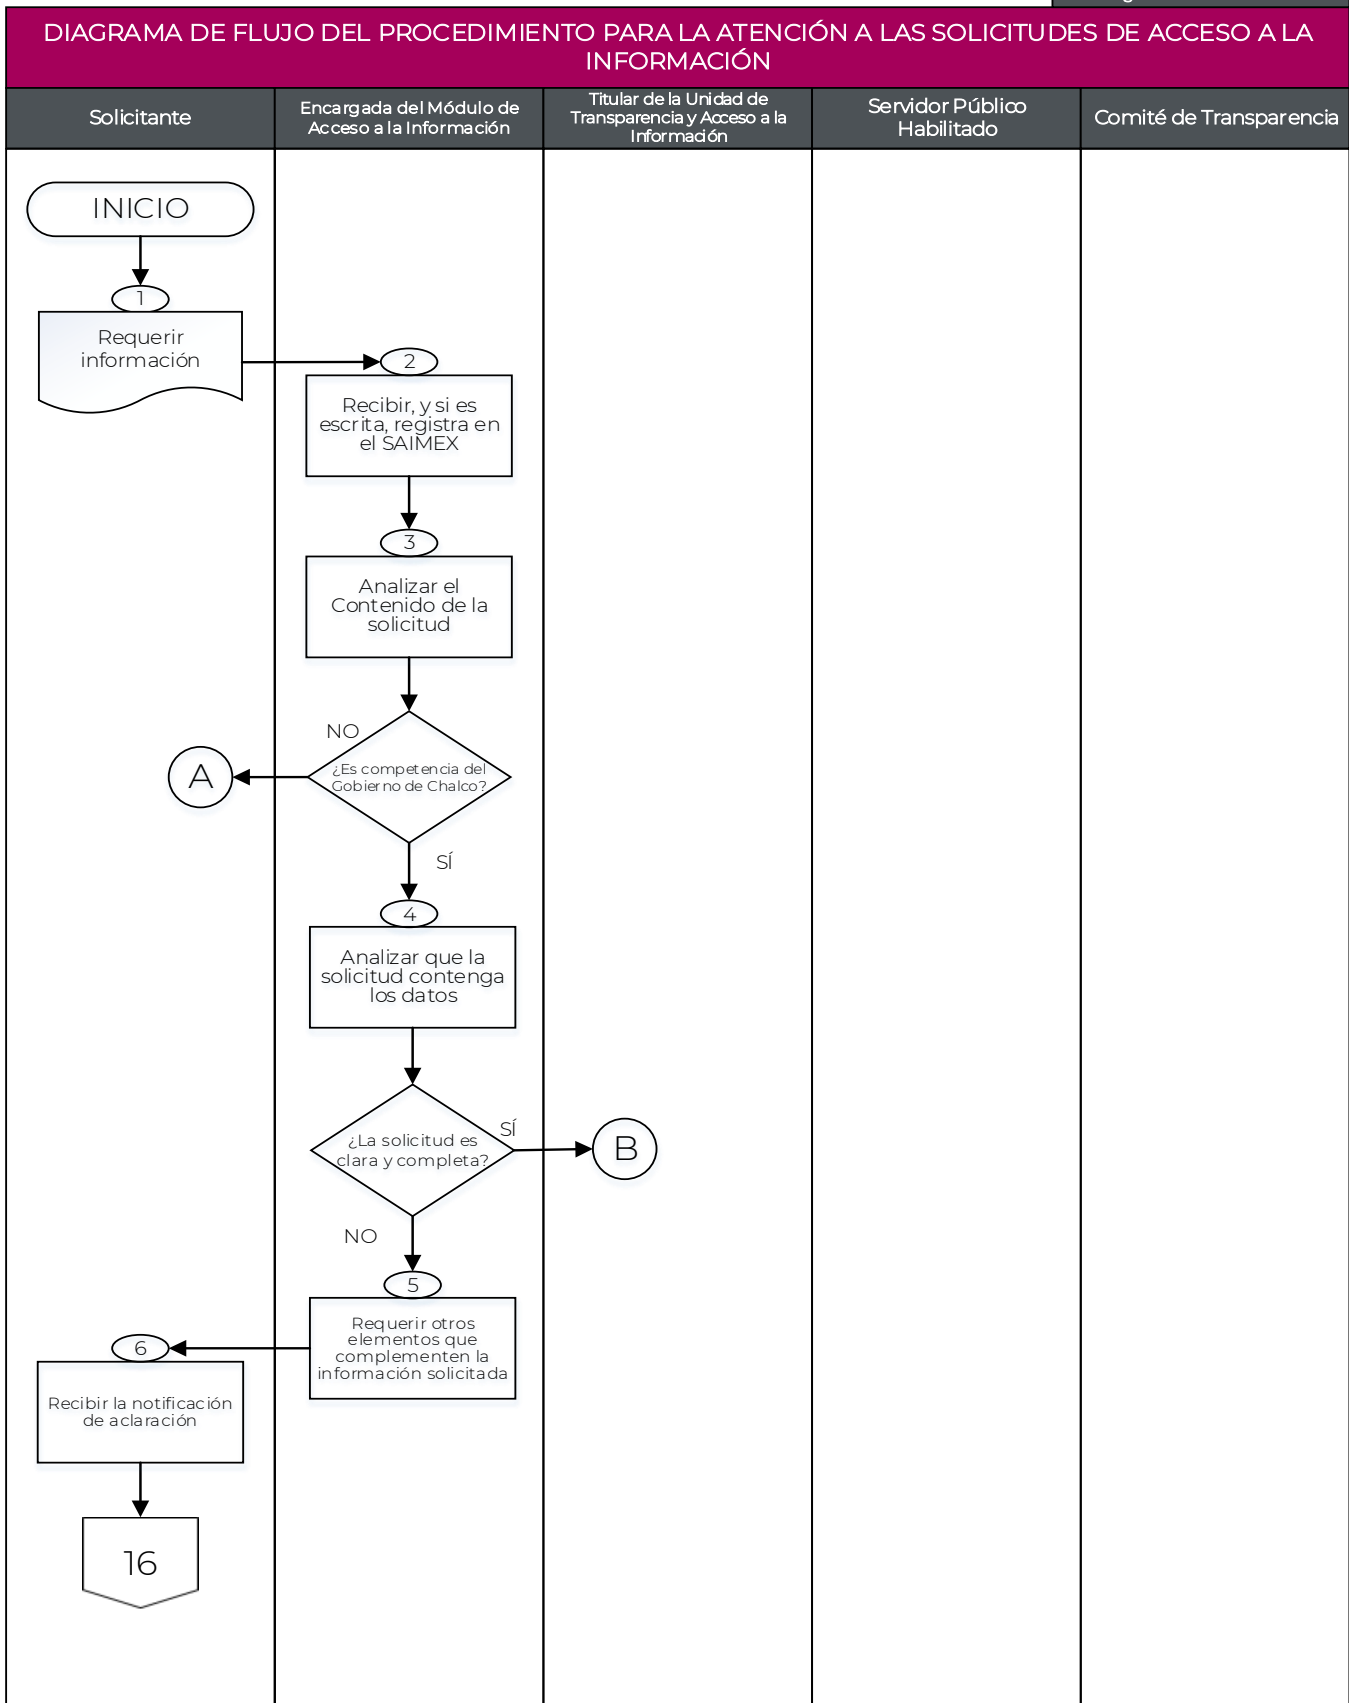 DIAGRAMA DE FLUJO DEL PROCEDIMIENTO PARA LA ATENCIÓN A LAS SOLICITUDES DE ACCESO A LA
INFORMACIÓN
Solicitante
Encargada del Módulo de
Acceso a la Información
Titular de la Unidad de
Transparencia y Acceso a la
Información
Servidor Público
Habilitado
Comité de Transparencia
INICIO
1
Requerir
información
2
Recibir, y si es
escrita, registra en
el SAIMEX
3
Analizar el
Contenido de la
solicitud
NO
¿Es competencia del
Gobierno de Chalco?
A
SÍ
4
Analizar que la
solicitud contenga
los datos
¿La solicitud es
clara y completa?
SÍ
B
NO
5
Requerir otros
elementos que
complementen la
información solicitada
6
Recibir la notificación
de aclaración
16